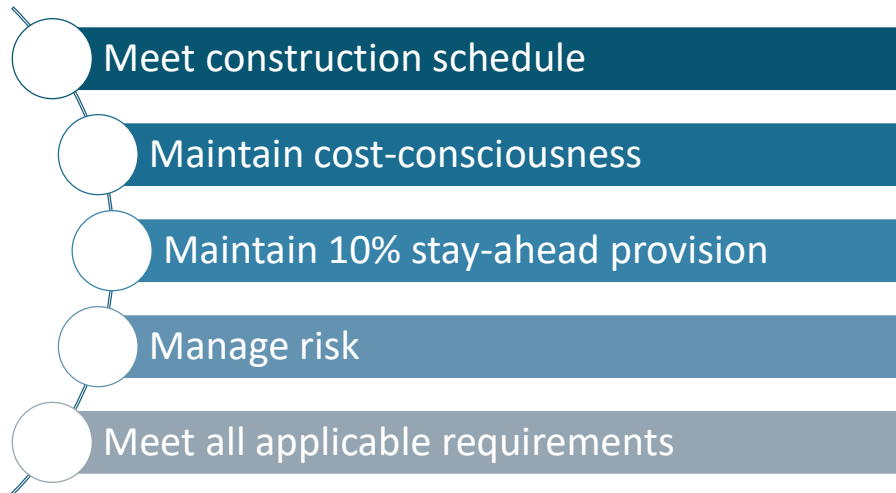 Meet construction schedule
Maintain cost-consciousness
Maintain 10% stay-ahead provision
Manage risk
Meet all applicable requirements